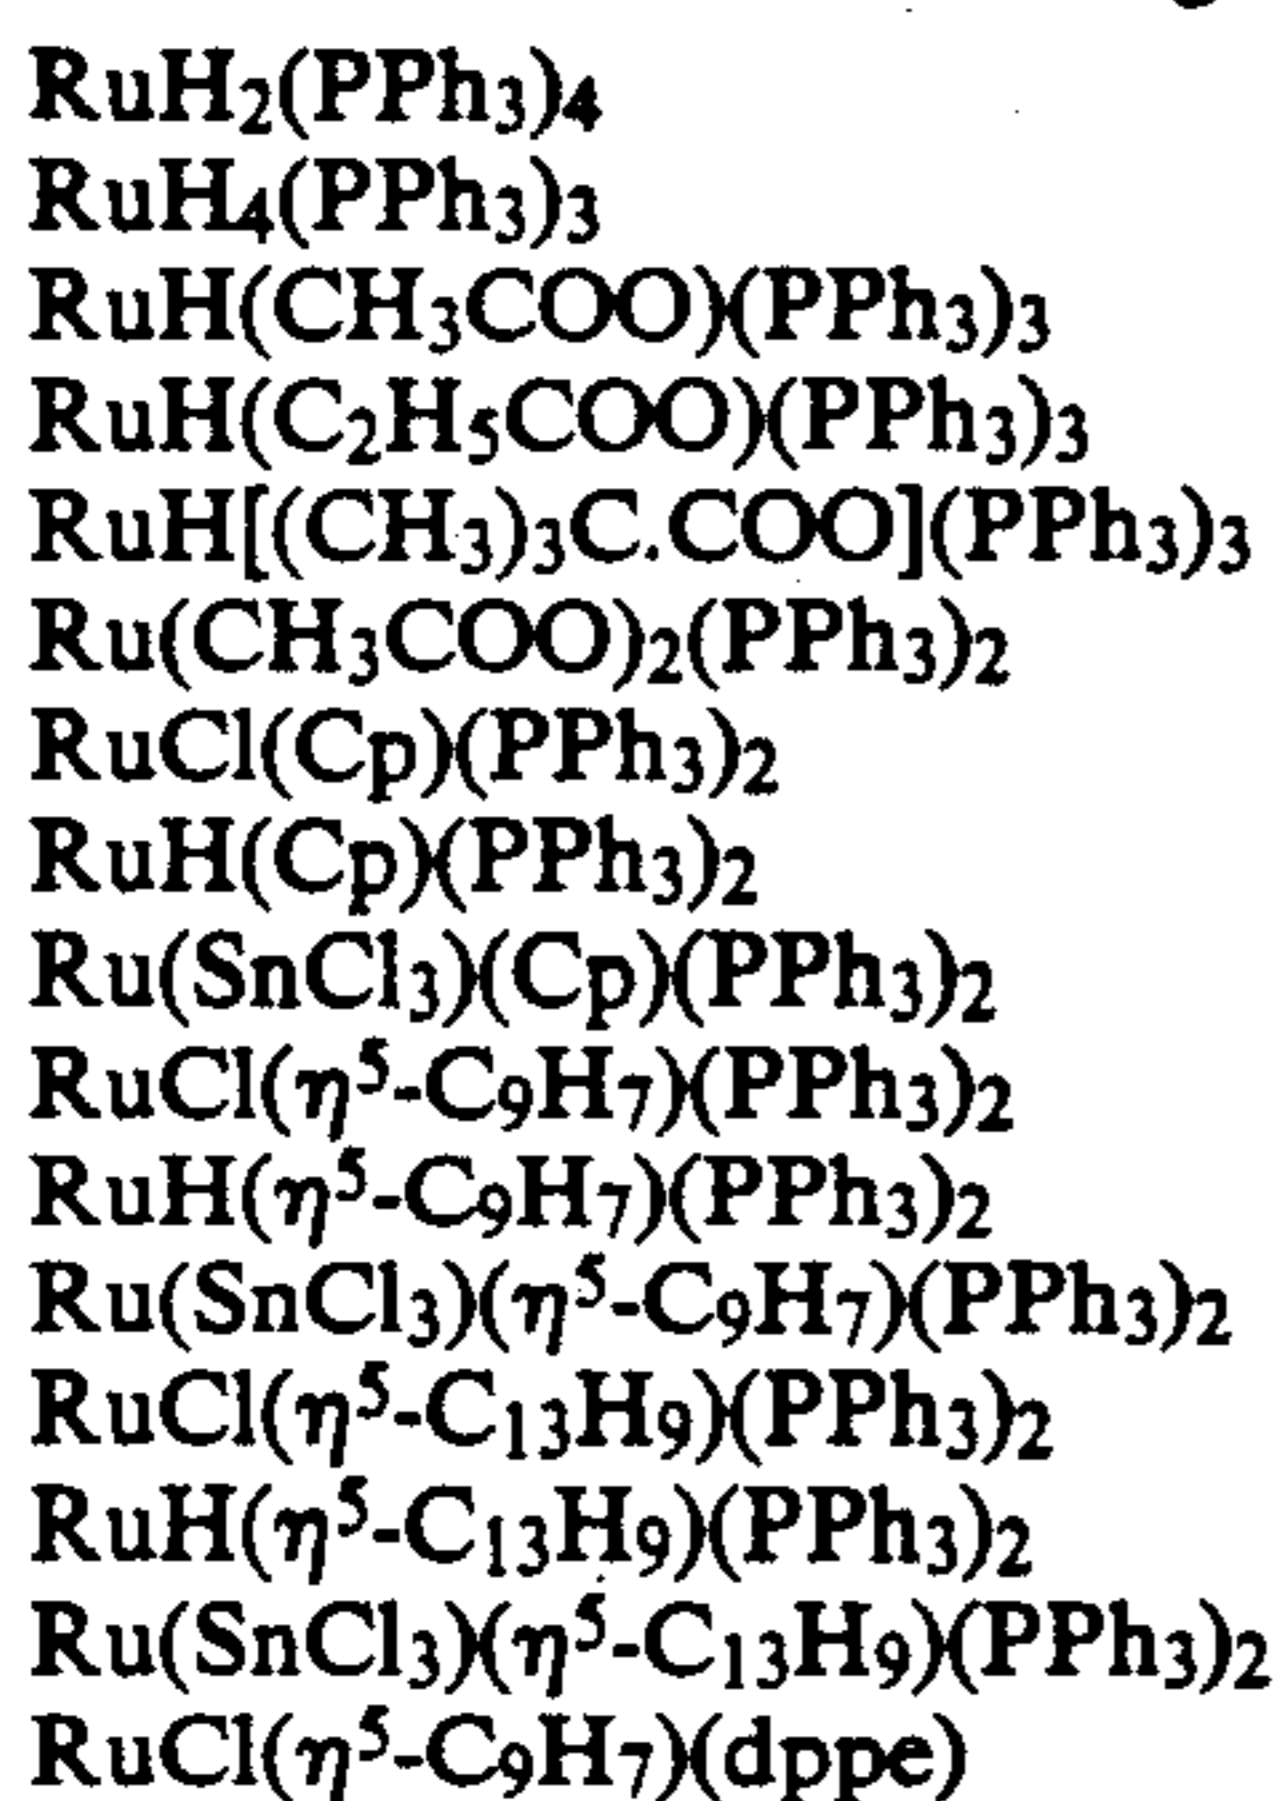 RuH₂(PPh₃)₄
RuH₄(PPh₃)₃
RuH(CH₃COO)(PPh₃)₃
RuH(C₂H₅COO)(PPh₃)₃
RuH[(CH₃)₃C.COO](PPh₃)₃
Ru(CH₃COO)₂(PPh₃)₂
RuCl(Cp)(PPh₃)₂
RuH(Cp)(PPh₃)₂
Ru(SnCl₃)(Cp)(PPh₃)₂
RuCl(η⁵-C₉H₇)(PPh₃)₂
RuH(η⁵-C₉H₇)(PPh₃)₂
Ru(SnCl₃)(η⁵-C₉H₇)(PPh₃)₂
RuCl(η⁵-C₁₃H₉)(PPh₃)₂
RuH(η⁵-C₁₃H₉)(PPh₃)₂
Ru(SnCl₃)(η⁵-C₁₃H₉)(PPh₃)₂
RuCl(η⁵-C₉H₇)(dppe)